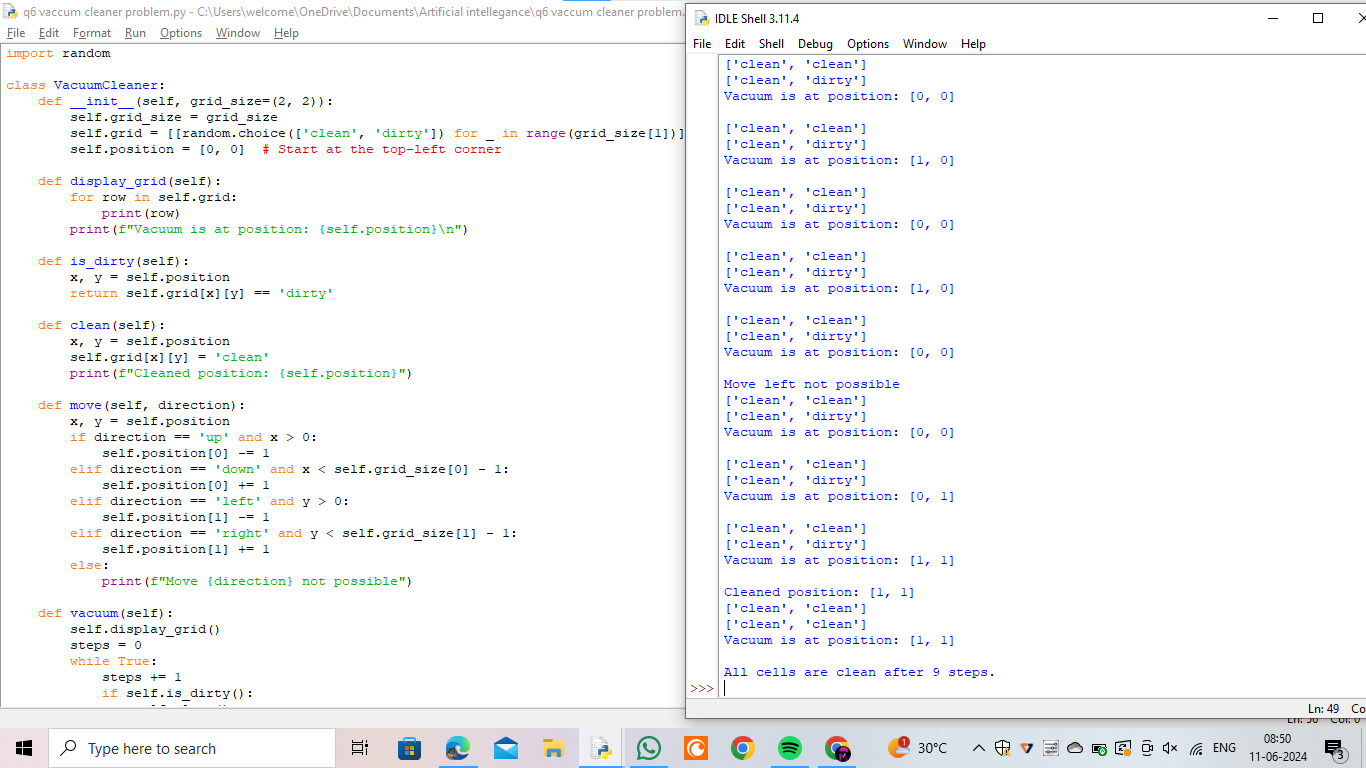 q6 vaccum cleaner problem.py - C:\Users\welcome\OneDrive\Documents\Artificial intellegance\q6 vaccum cleaner problem.
File Edit Format Run Options Window Help
import random
class VacuumCleaner:
    def __init__(self, grid_size=(2, 2)):
        self.grid_size = grid_size
        self.grid = [[random.choice(['clean', 'dirty']) for _ in range(grid_size[1])]
        self.position = [0, 0]  # Start at the top-left corner
    def display_grid(self):
        for row in self.grid:
            print(row)
        print(f"Vacuum is at position: {self.position}\n")
    def is_dirty(self):
        x, y = self.position
        return self.grid[x][y] == 'dirty'
    def clean(self):
        x, y = self.position
        self.grid[x][y] = 'clean'
        print(f"Cleaned position: {self.position}")
    def move(self, direction):
        x, y = self.position
        if direction == 'up' and x > 0:
            self.position[0] -= 1
        elif direction == 'down' and x < self.grid_size[0] - 1:
            self.position[0] += 1
        elif direction == 'left' and y > 0:
            self.position[1] -= 1
        elif direction == 'right' and y < self.grid_size[1] - 1:
            self.position[1] += 1
        else:
            print(f"Move {direction} not possible")
    def vacuum(self):
        self.display_grid()
        steps = 0
        while True:
            steps += 1
            if self.is_dirty():
IDLE Shell 3.11.4
File Edit Shell Debug Options Window Help
['clean', 'clean']
['clean', 'dirty']
Vacuum is at position: [0, 0]
['clean', 'clean']
['clean', 'dirty']
Vacuum is at position: [1, 0]
['clean', 'clean']
['clean', 'dirty']
Vacuum is at position: [0, 0]
['clean', 'clean']
['clean', 'dirty']
Vacuum is at position: [1, 0]
['clean', 'clean']
['clean', 'dirty']
Vacuum is at position: [0, 0]
Move left not possible
['clean', 'clean']
['clean', 'dirty']
Vacuum is at position: [0, 0]
['clean', 'clean']
['clean', 'dirty']
Vacuum is at position: [0, 1]
['clean', 'clean']
['clean', 'dirty']
Vacuum is at position: [1, 1]
Cleaned position: [1, 1]
['clean', 'clean']
['clean', 'clean']
Vacuum is at position: [1, 1]
All cells are clean after 9 steps.
>>>
Ln: 49 Co
Type here to search
1
30°C
ENG
08:50
11-06-2024
3